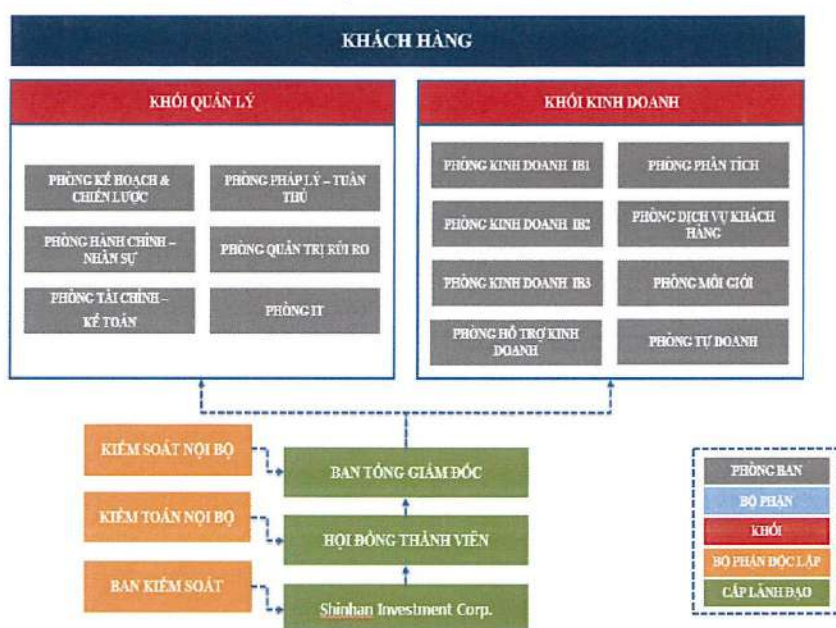 KHÁCH HÀNG
KHỐI QUẢN LÝ
PHÒNG KẾ HOẠCH &
CHIẾN LƯỢC
PHÒNG PHÁP LÝ – TUÂN
THỦ
PHÒNG HÀNH CHÍNH –
NHÂN SỰ
PHÒNG QUẢN TRỊ RỦI RO
PHÒNG TÀI CHÍNH –
KẾ TOÁN
PHÒNG IT
KHỐI KINH DOANH
PHÒNG KINH DOANH IB1
PHÒNG PHÂN TÍCH
PHÒNG KINH DOANH IB2
PHÒNG DỊCH VỤ KHÁCH
HÀNG
PHÒNG KINH DOANH IB3
PHÒNG MÔI GIỚI
PHÒNG HỖ TRỢ KINH
DOANH
PHÒNG TỰ DOANH
KIỂM SOÁT NỘI BỘ
BAN TỔNG GIÁM ĐỐC
KIỂM TOÁN NỘI BỘ
HỘI ĐỒNG THÀNH VIÊN
BAN KIỂM SOÁT
Shinhan Investment Corp.
PHÒNG BAN
BỘ PHẬN
KHỐI
BỘ PHẬN ĐỘC LẬP
CẤP LÃNH ĐẠO